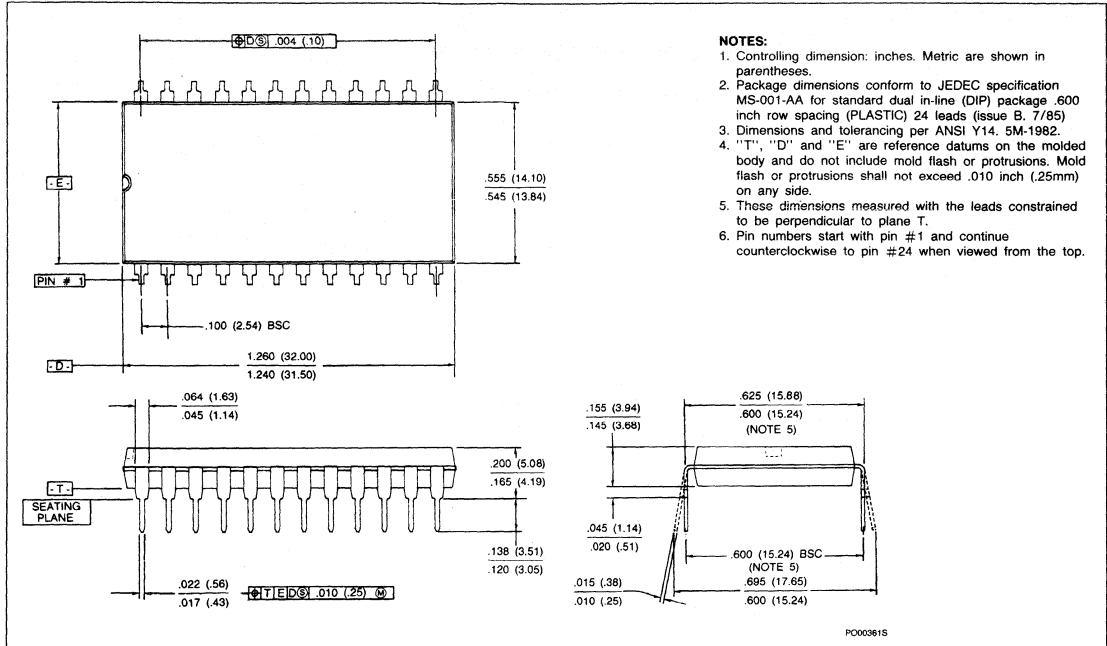 ⌖DⓈ .004 (.10)
NOTES:
1. Controlling dimension: inches. Metric are shown in
parentheses.
2. Package dimensions conform to JEDEC specification
MS-001-AA for standard dual in-line (DIP) package .600
inch row spacing (PLASTIC) 24 leads (issue B. 7/85)
3. Dimensions and tolerancing per ANSI Y14. 5M-1982.
4. "T", "D" and "E" are reference datums on the molded
body and do not include mold flash or protrusions. Mold
flash or protrusions shall not exceed .010 inch (.25mm)
on any side.
5. These dimensions measured with the leads constrained
to be perpendicular to plane T.
6. Pin numbers start with pin #1 and continue
counterclockwise to pin #24 when viewed from the top.
-E-
.555 (14.10)
.545 (13.84)
PIN # 1
.100 (2.54) BSC
-D-
1.260 (32.00)
1.240 (31.50)
.064 (1.63)
.045 (1.14)
.200 (5.08)
.165 (4.19)
-T-
SEATING
PLANE
.138 (3.51)
.120 (3.05)
.022 (.56)
.017 (.43)
⌖TEDⓈ .010 (.25) Ⓜ
.625 (15.88)
.600 (15.24)
(NOTE 5)
.155 (3.94)
.145 (3.68)
.045 (1.14)
.020 (.51)
.600 (15.24) BSC
(NOTE 5)
.695 (17.65)
.600 (15.24)
.015 (.38)
.010 (.25)
PO00361S